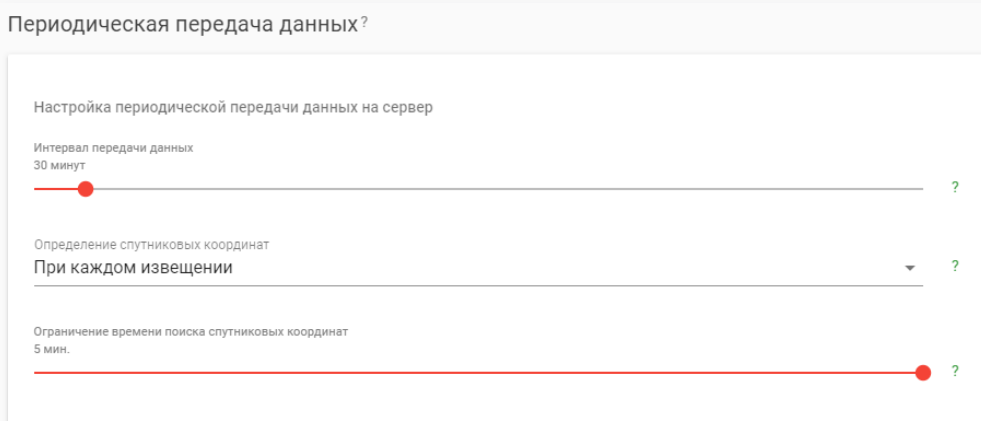 Периодическая передача данных?
Настройка периодической передачи данных на сервер
Интервал передачи данных
30 минут
?
Определение спутниковых координат
При каждом извещении
?
Ограничение времени поиска спутниковых координат
5 мин.
?